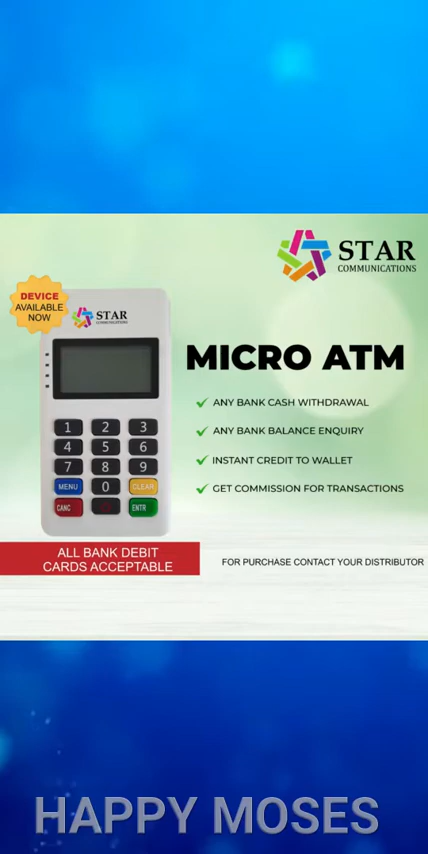 STAR
COMMUNICATIONS
DEVICE
AVAILABLE
NOW
STAR
COMMUNICATIONS
MICRO ATM
ANY BANK CASH WITHDRAWAL
ANY BANK BALANCE ENQUIRY
INSTANT CREDIT TO WALLET
GET COMMISSION FOR TRANSACTIONS
1 2 3
4 5 6
7 8 9
MENU 0 CLEAR
CANC ENTR
ALL BANK DEBIT
CARDS ACCEPTABLE
FOR PURCHASE CONTACT YOUR DISTRIBUTOR
HAPPY MOSES